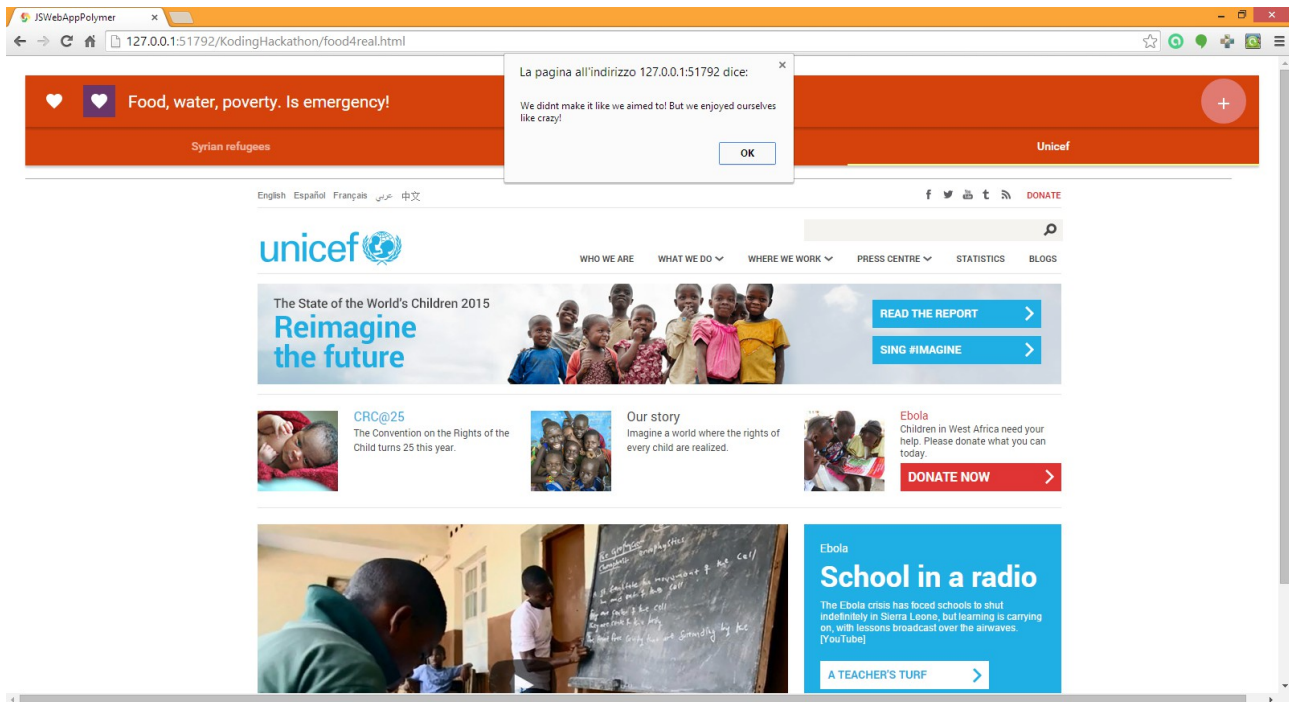 JSWebAppPolymer
127.0.0.1:51792/KodingHackathon/food4real.html
La pagina all'indirizzo 127.0.0.1:51792 dice:
We didnt make it like we aimed to! But we enjoyed ourselves
like crazy!
OK
Food, water, poverty. Is emergency!
Syrian refugees
Unicef
English Español Français عربي 中文
DONATE
unicef
WHO WE ARE WHAT WE DO WHERE WE WORK PRESS CENTRE STATISTICS BLOGS
The State of the World's Children 2015
Reimagine
the future
READ THE REPORT
SING #IMAGINE
CRC@25
The Convention on the Rights of the
Child turns 25 this year.
Our story
Imagine a world where the rights of
every child are realized.
Ebola
Children in West Africa need your
help. Please donate what you can
today.
DONATE NOW
Ebola
School in a radio
The Ebola crisis has foced schools to shut
indefinitely in Sierra Leone, but learning is carrying
on, with lessons broadcast over the airwaves.
[YouTube]
A TEACHER'S TURF